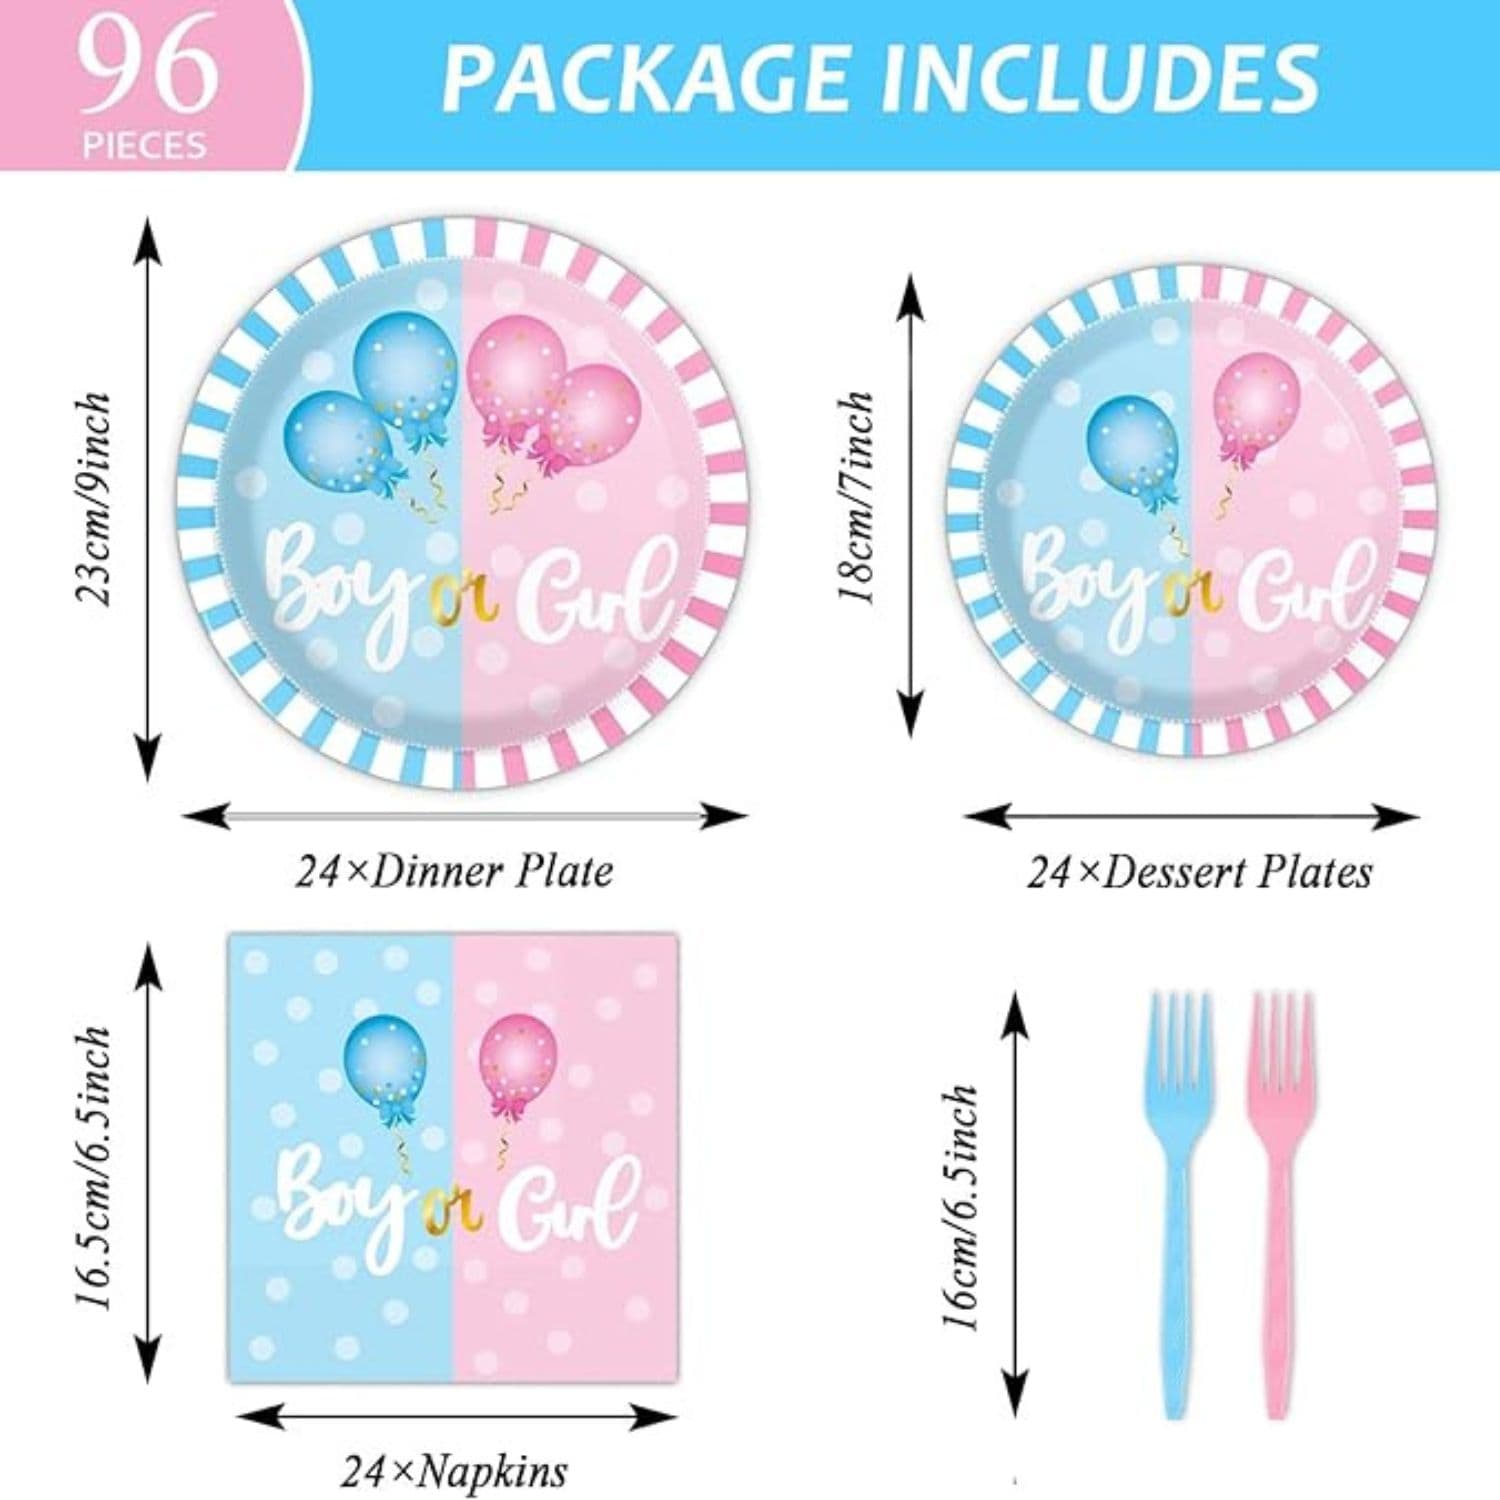 96
PIECES
PACKAGE INCLUDES
23cm/9inch
Boy or Girl
24×Dinner Plate
18cm/7inch
Boy or Girl
24×Dessert Plates
16.5cm/6.5inch
Boy or Girl
24×Napkins
16cm/6.5inch